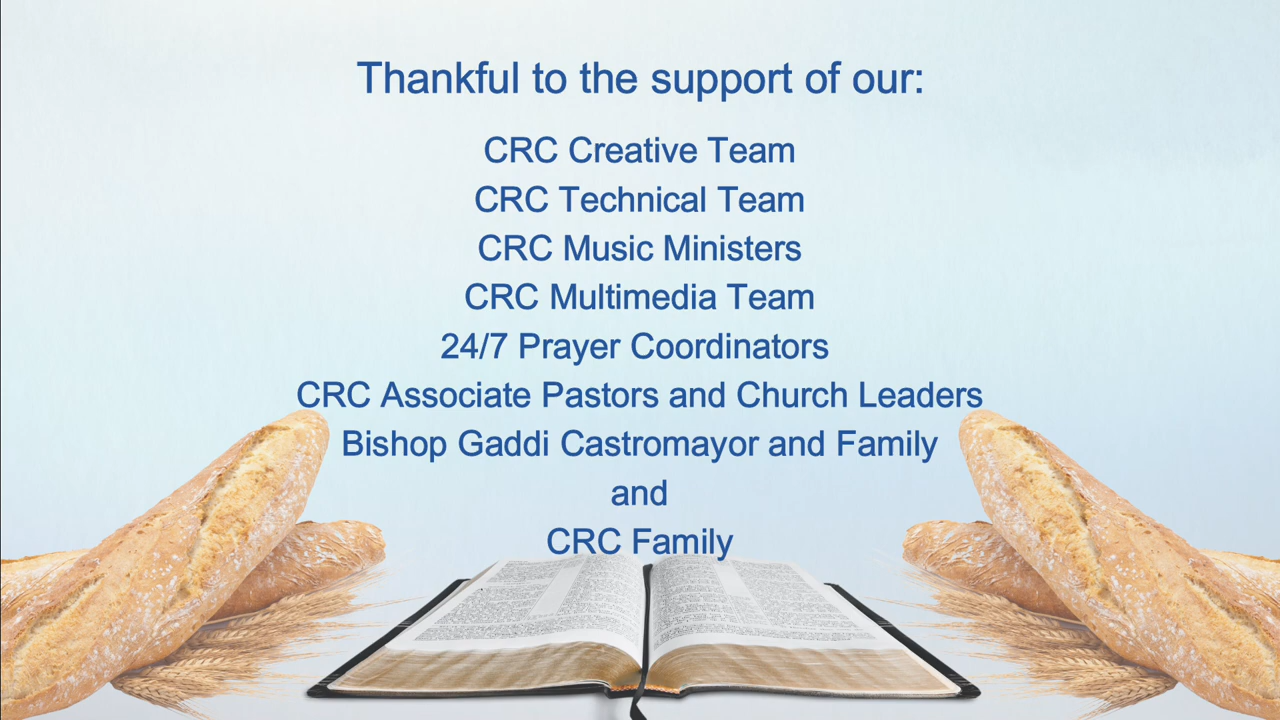 Thankful to the support of our:
CRC Creative Team
CRC Technical Team
CRC Music Ministers
CRC Multimedia Team
24/7 Prayer Coordinators
CRC Associate Pastors and Church Leaders
Bishop Gaddi Castromayor and Family
and
CRC Family